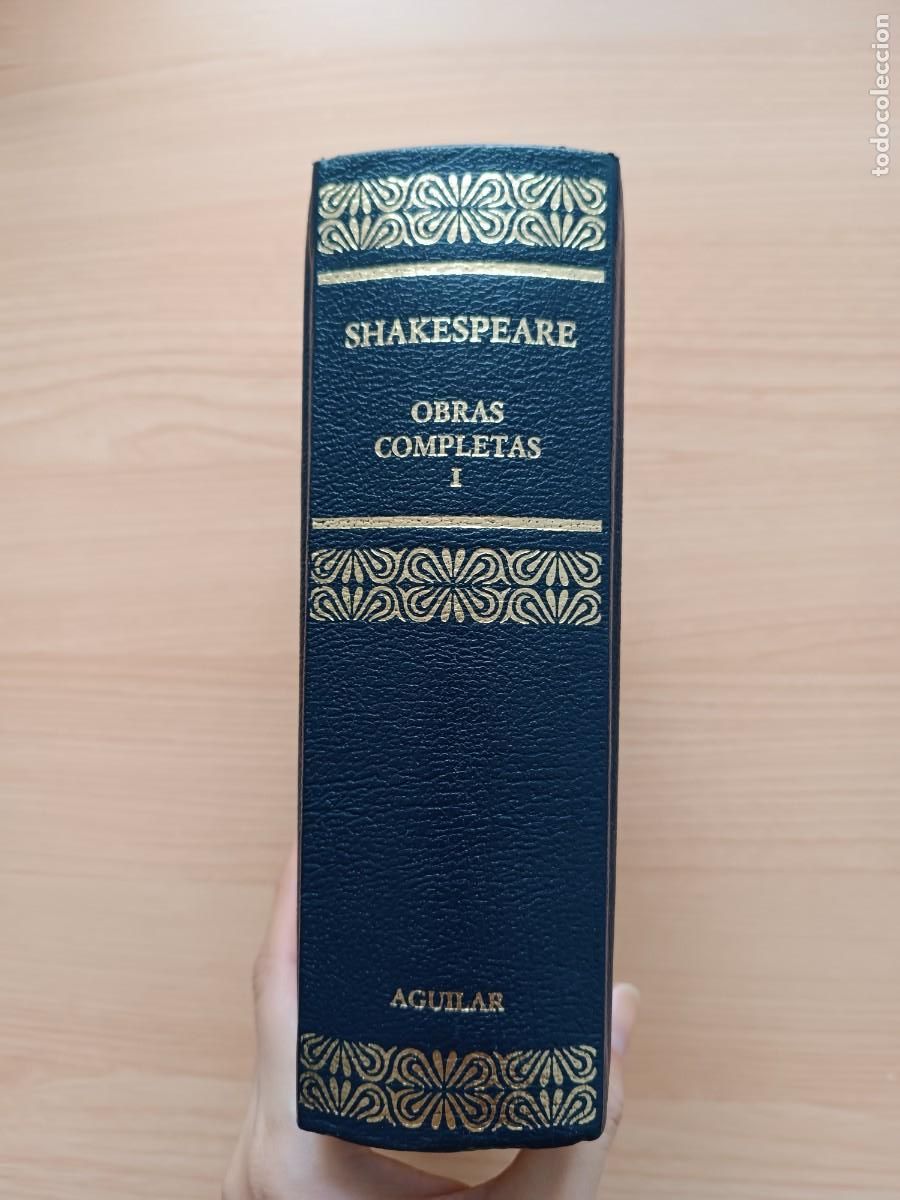 SHAKESPEARE
OBRAS
COMPLETAS
I
AGUILAR
todocoleccion